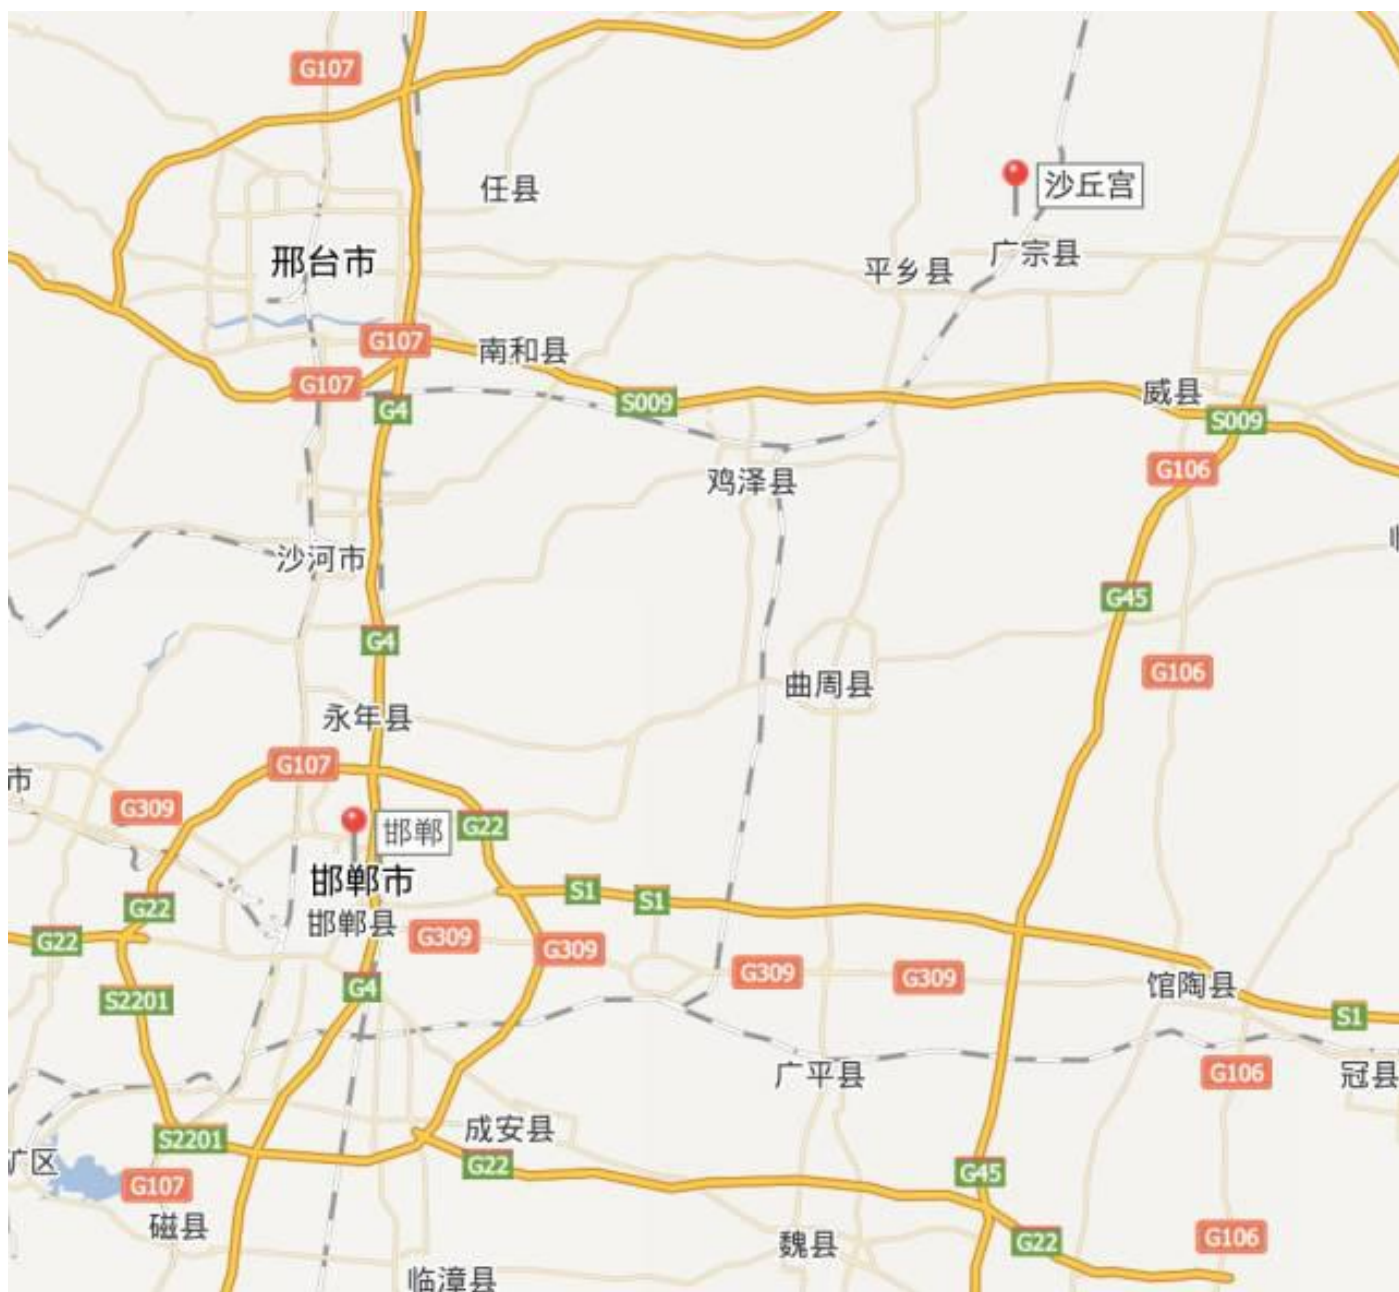 G107
沙丘宫
任县
广宗县
邢台市
平乡县
G107
南和县
G107
威县
G4
S009
S009
G106
鸡泽县
沙河市
G45
G4
G106
曲周县
永年县
G107
市
G309
邯郸
G22
邯郸市
S1
S1
G22
邯郸县
G309
G309
G22
G309
G309
馆陶县
G4
S2201
S1
G106
广平县
冠县
成安县
S2201
区
G22
G45
G107
磁县
G106
G22
魏县
临漳县